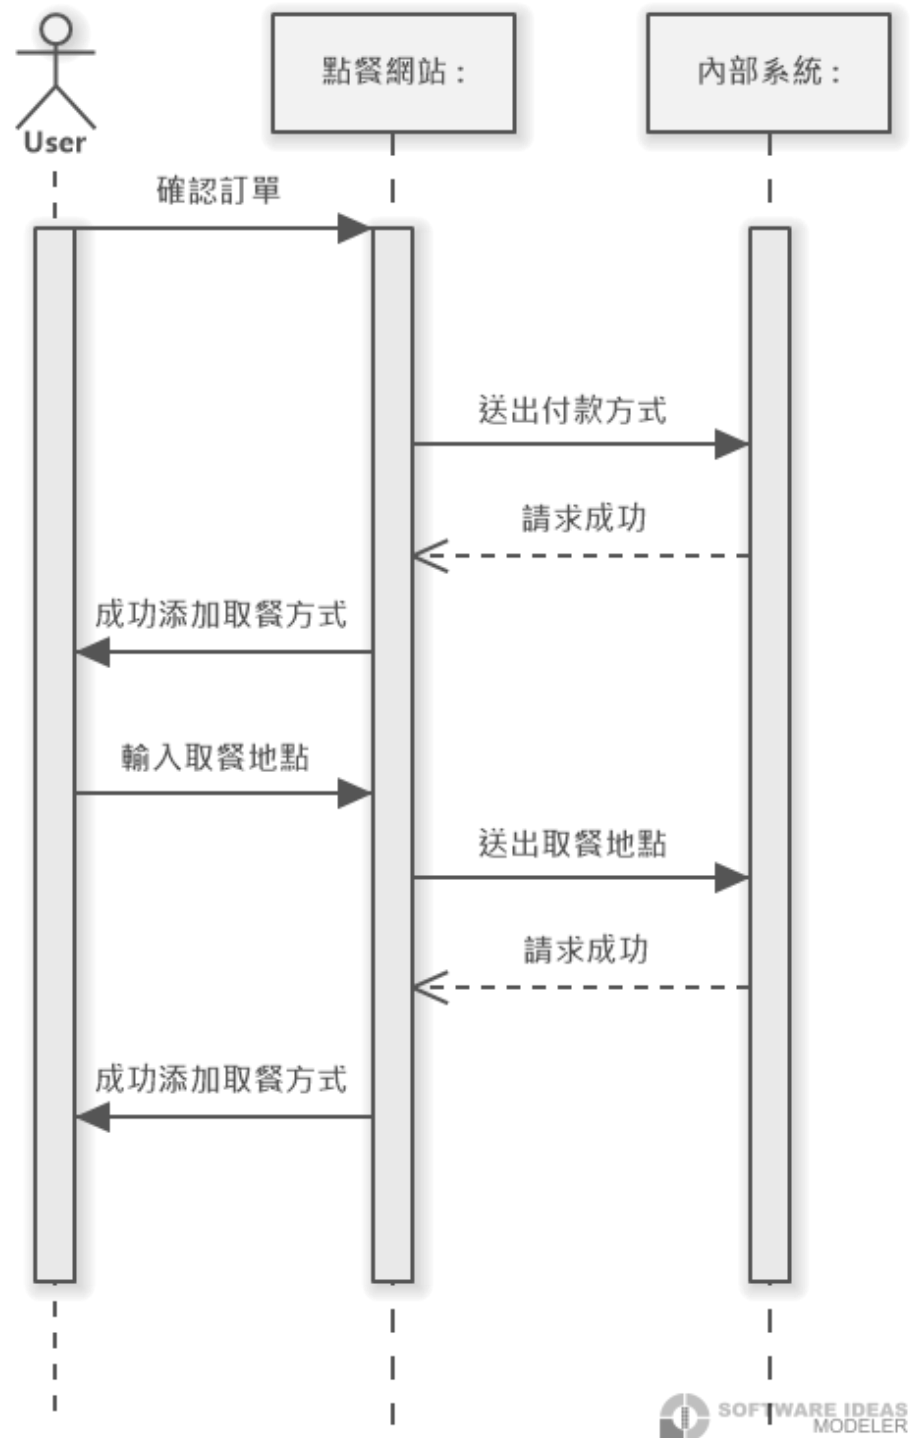 點餐網站 :
內部系統 :
User
確認訂單
送出付款方式
請求成功
成功添加取餐方式
輸入取餐地點
送出取餐地點
請求成功
成功添加取餐方式
SOFTWARE IDEAS
MODELER